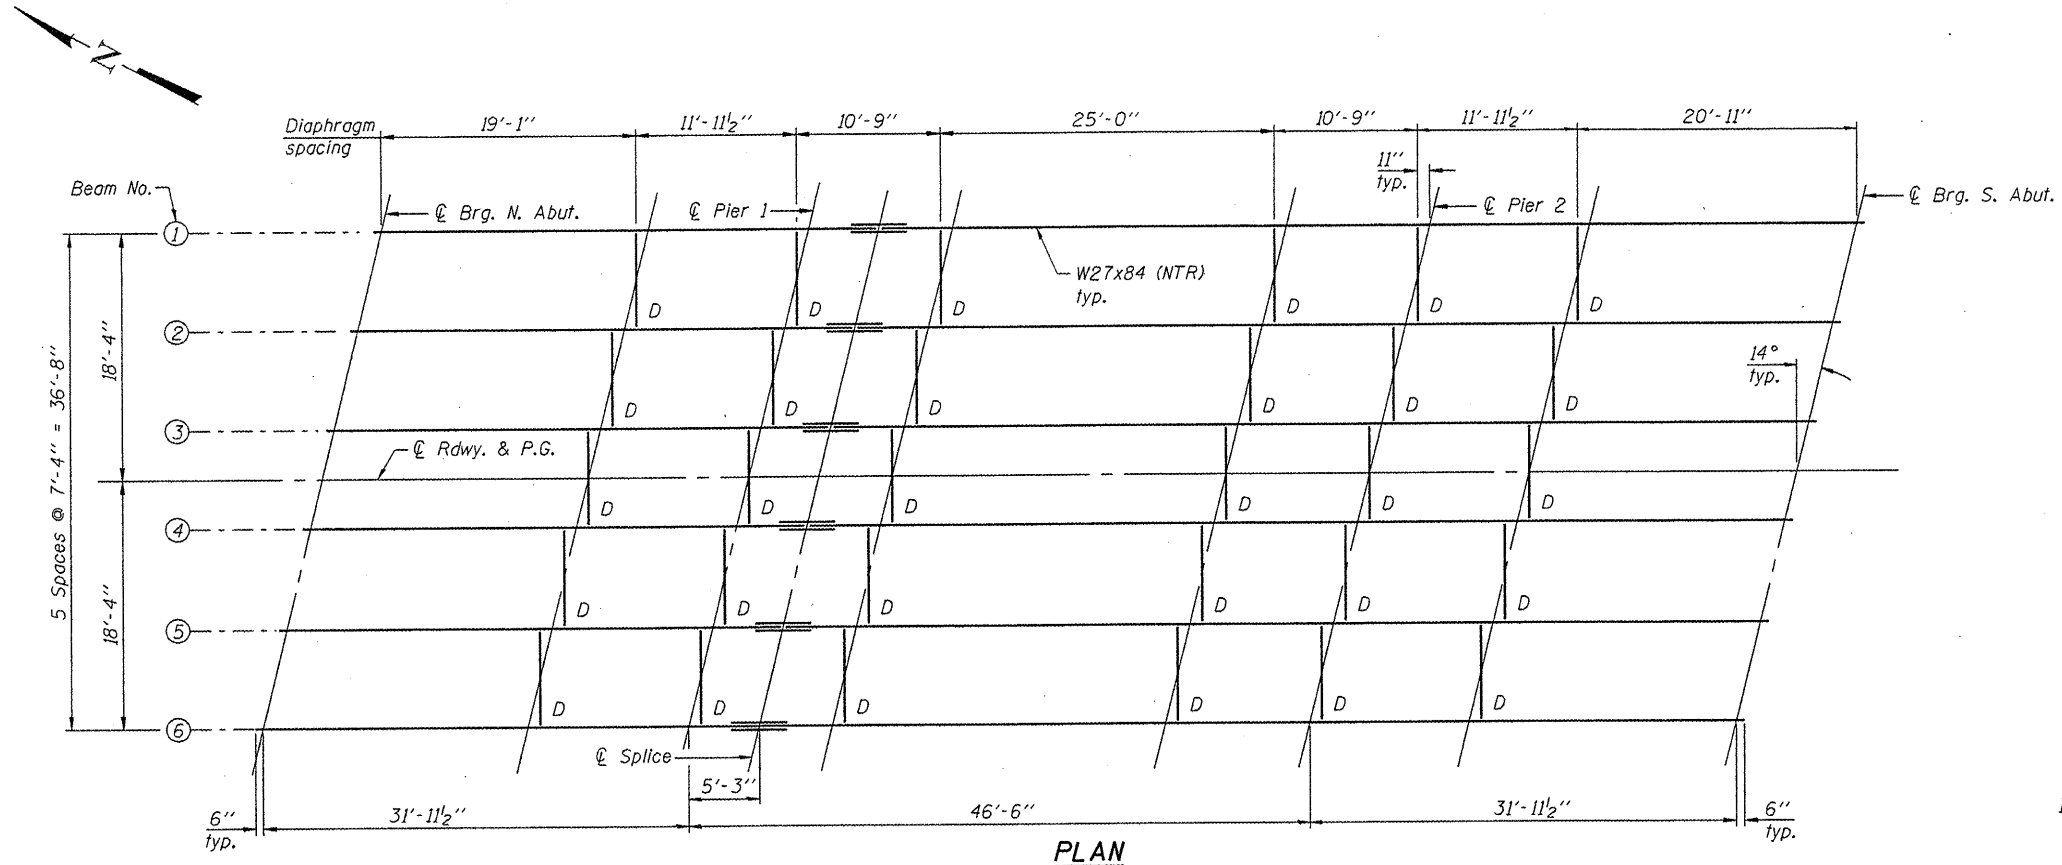 N
Diaphragm
spacing
19'-1"
11'-11½"
10'-9"
25'-0"
10'-9"
11'-11½"
20'-11"
11"
typ.
Beam No.
℄ Brg. N. Abut.
℄ Pier 1
℄ Pier 2
℄ Brg. S. Abut.
1
W27x84 (NTR)
typ.
D
D
D
D
D
D
2
18'-4"
14°
typ.
D
D
D
D
D
D
3
℄ Rdwy. & P.G.
5 Spaces @ 7'-4" = 36'-8"
D
D
D
D
D
D
4
18'-4"
D
D
D
D
D
D
5
D
D
D
D
D
D
6
℄ Splice
5'-3"
6"
typ.
31'-11½"
46'-6"
31'-11½"
6"
typ.
PLAN